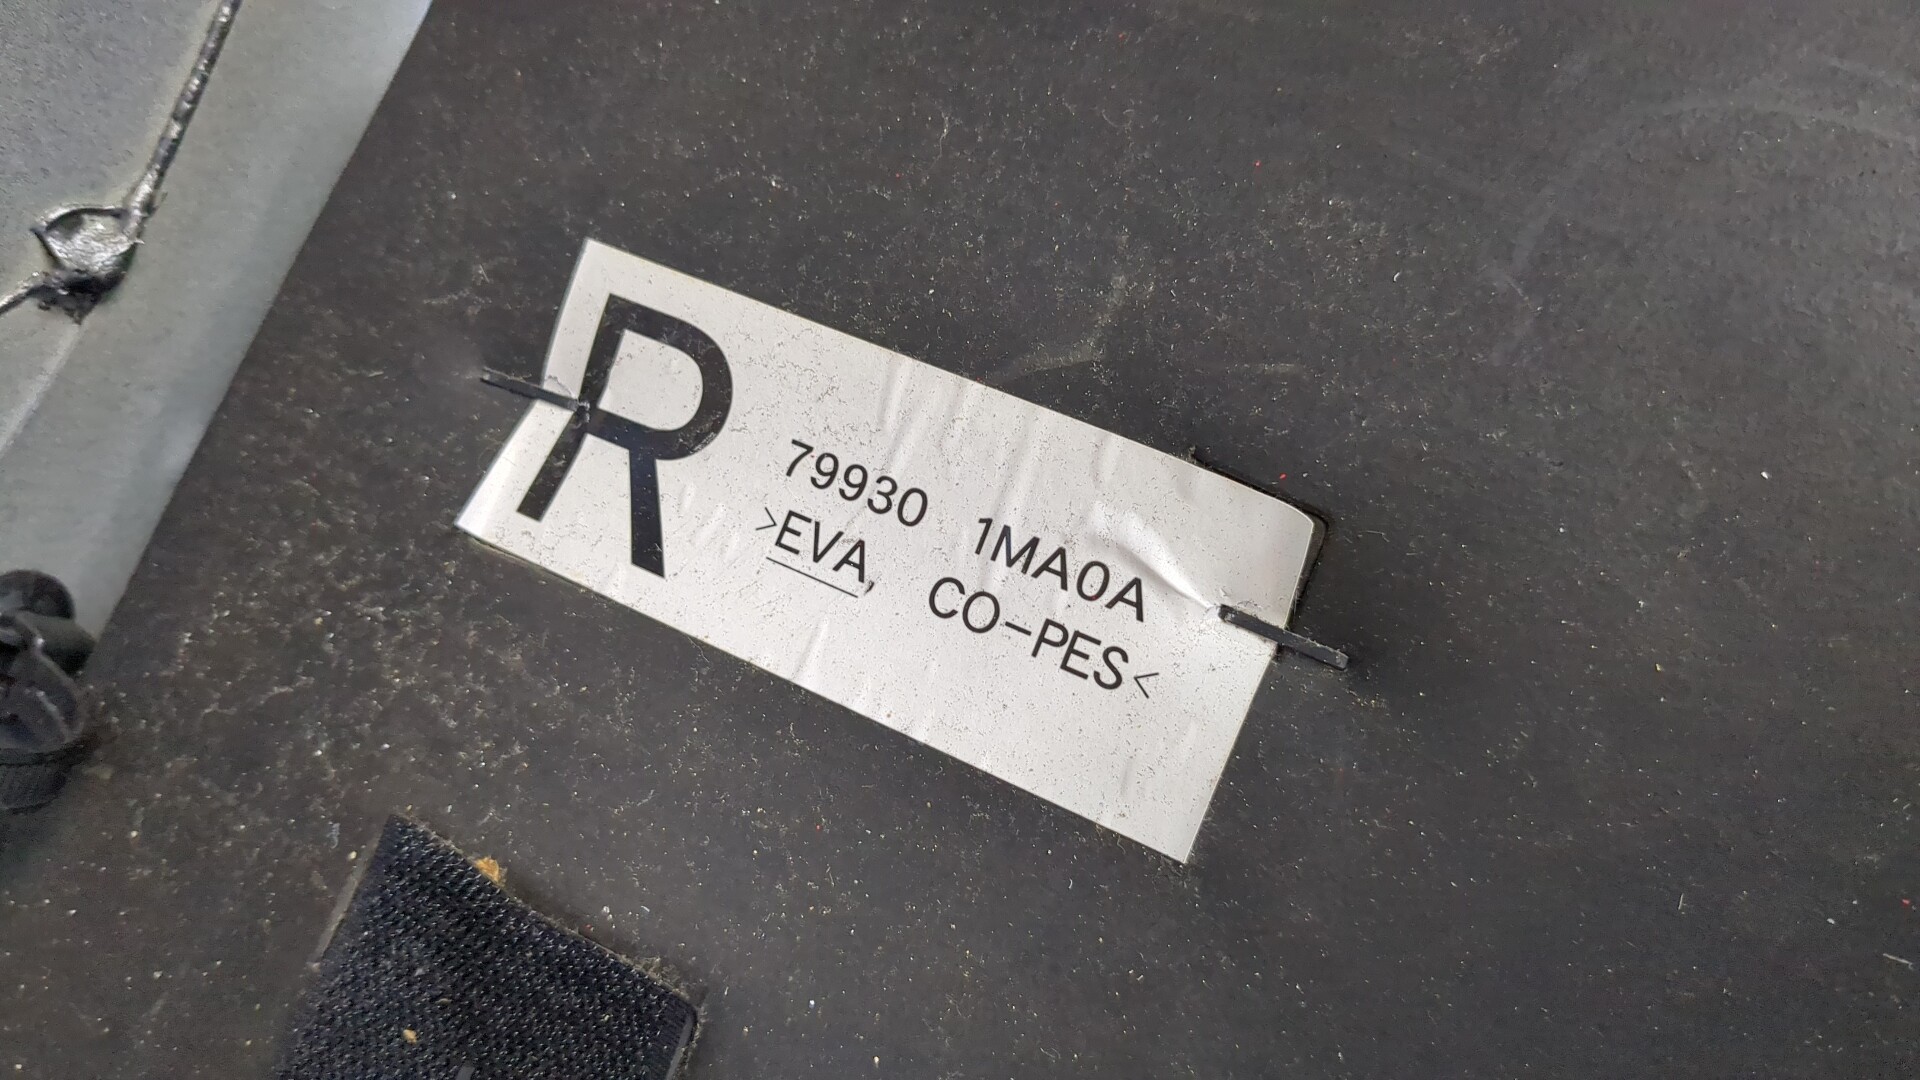 R
79930 1MA0A
>EVA, CO-PES<